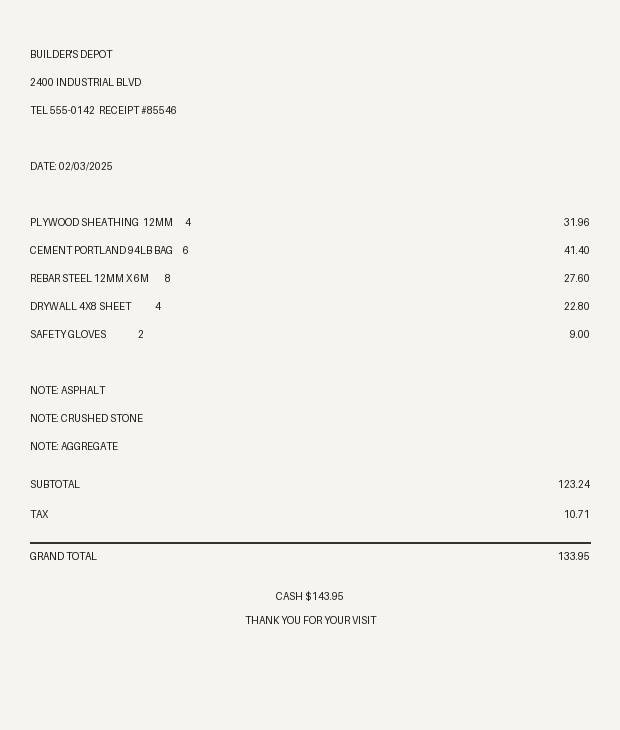 BUILDER'S DEPOT
2400 INDUSTRIAL BLVD
TEL 555-0142 RECEIPT #85546
DATE: 02/03/2025
PLYWOOD SHEATHING 12MM 4 31.96
CEMENT PORTLAND 94LB BAG 6 41.40
REBAR STEEL 12MM X 6M 8 27.60
DRYWALL 4X8 SHEET 4 22.80
SAFETY GLOVES 2 9.00
NOTE: ASPHALT
NOTE: CRUSHED STONE
NOTE: AGGREGATE
SUBTOTAL 123.24
TAX 10.71
GRAND TOTAL 133.95
CASH $143.95
THANK YOU FOR YOUR VISIT